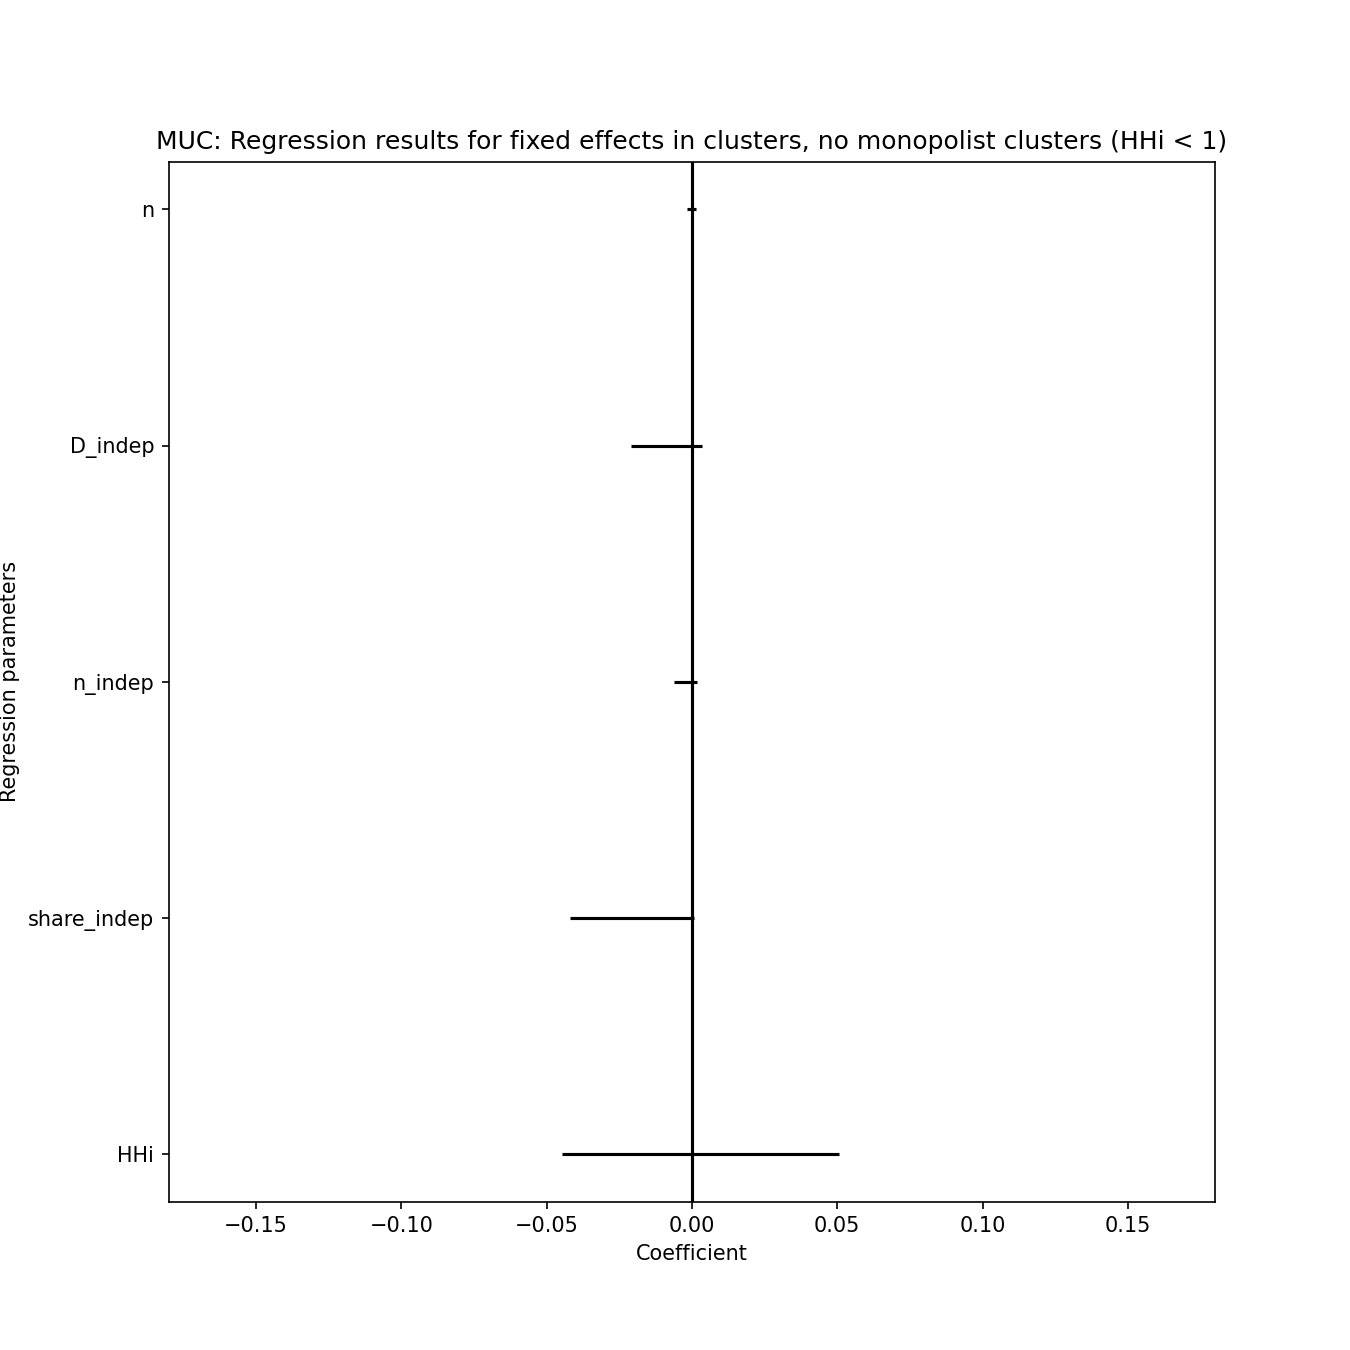 MUC: Regression results for fixed effects in clusters, no monopolist clusters (HHi < 1)
n
D_indep
n_indep
share_indep
HHi
Regression parameters
−0.15
−0.10
−0.05
0.00
0.05
0.10
0.15
Coefficient